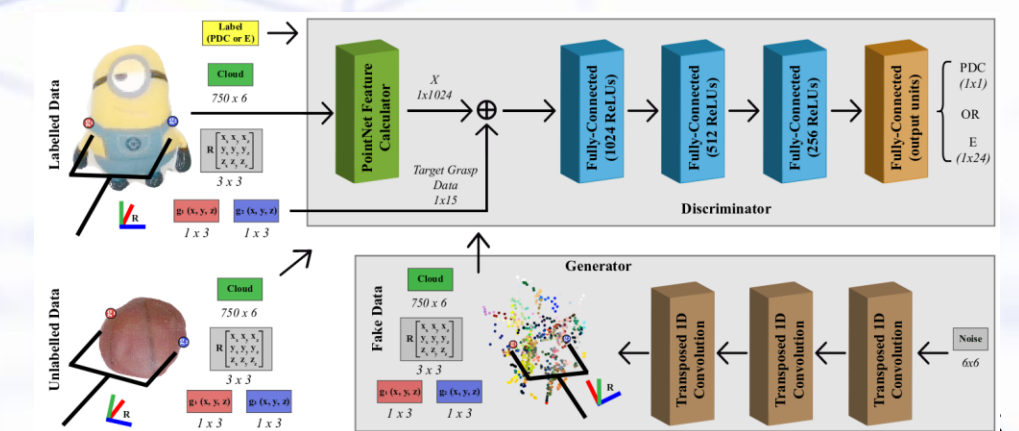 Label
(PDC or E)
Labelled Data
Cloud
750 x 6
R
3 x 3
g₁ (x, y, z)
g₂ (x, y, z)
1 x 3
1 x 3
g₁
g₂
R
PointNet Feature
Calculator
X
1x1024
⊕
Target Grasp
Data
1x15
Fully-Connected
(1024 ReLUs)
Fully-Connected
(512 ReLUs)
Fully-Connected
(256 ReLUs)
Fully-Connected
(output units)
PDC
(1x1)
OR
E
(1x24)
Discriminator
Unlabelled Data
Cloud
750 x 6
R
3 x 3
g₁ (x, y, z)
g₂ (x, y, z)
1 x 3
1 x 3
g₁
g₂
R
Generator
Fake Data
Cloud
750 x 6
R
3 x 3
g₁ (x, y, z)
g₂ (x, y, z)
1 x 3
1 x 3
R
Transposed 1D
Convolution
Transposed 1D
Convolution
Transposed 1D
Convolution
Noise
6x6